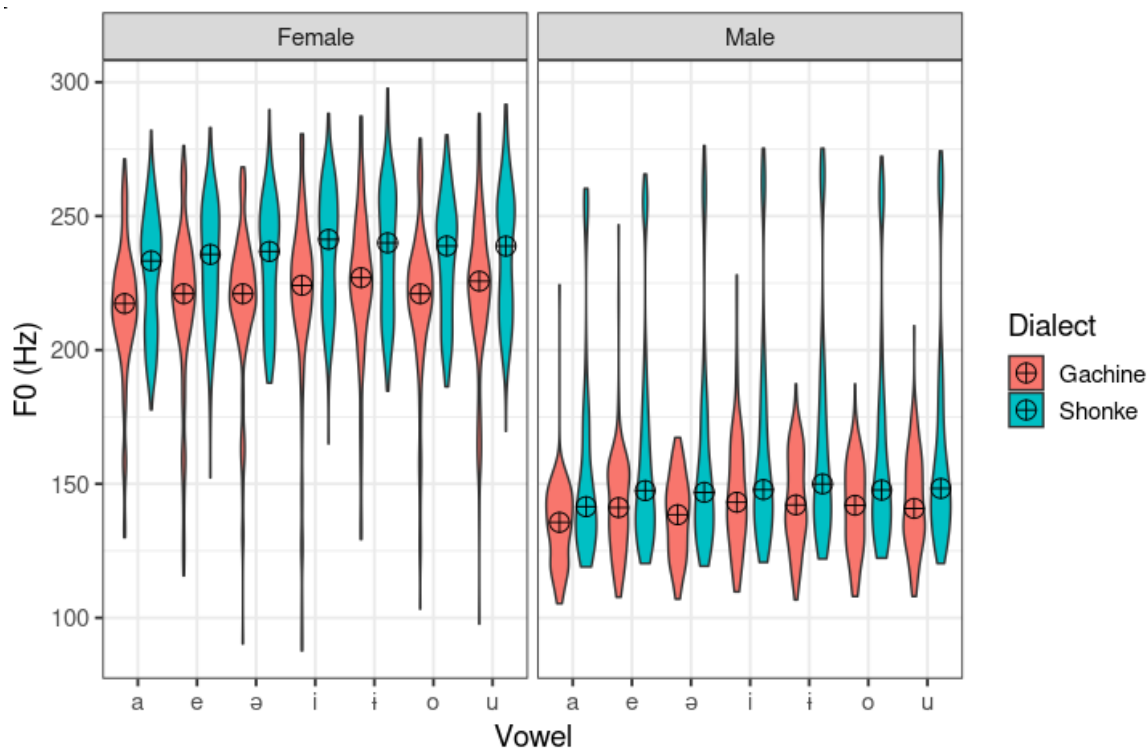 Female Male
300
250
200
150
100
F0 (Hz)
a e ə i ɨ o u a e ə i ɨ o u
Vowel
Dialect
Gachine
Shonke